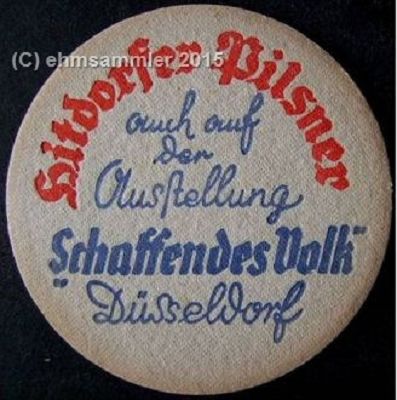 (C) ehmsammler 2015
Hitdorfer Pilsner
auch auf
der
Ausstellung
"Schaffendes Volk"
Düsseldorf